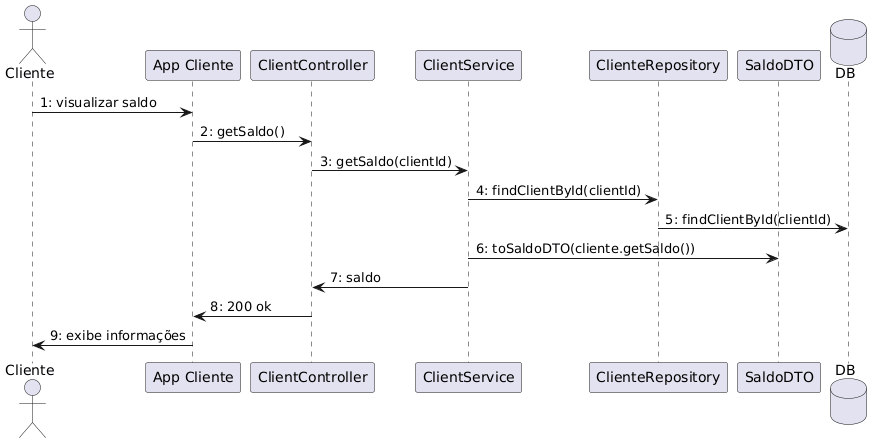 Cliente
App Cliente
ClientController
ClientService
ClienteRepository
SaldoDTO
DB
1: visualizar saldo
2: getSaldo()
3: getSaldo(clientId)
4: findClientById(clientId)
5: findClientById(clientId)
6: toSaldoDTO(cliente.getSaldo())
7: saldo
8: 200 ok
9: exibe informações
Cliente
App Cliente
ClientController
ClientService
ClienteRepository
SaldoDTO
DB